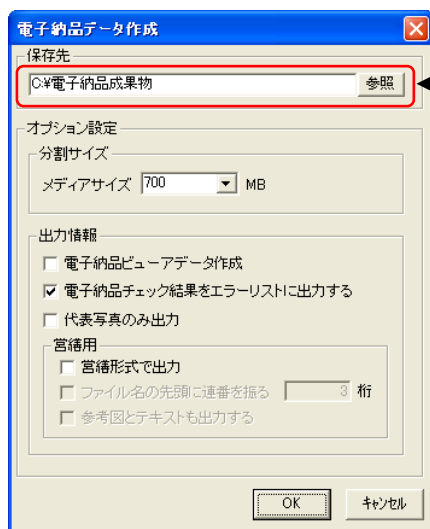 電子納品データ作成
保存先
C:¥電子納品成果物 参照
オプション設定
分割サイズ
メディアサイズ 700 MB
出力情報
電子納品ビューアデータ作成
電子納品チェック結果をエラーリストに出力する
代表写真のみ出力
営繕用
営繕形式で出力
ファイル名の先頭に連番を振る 3 桁
参考図とテキストも出力する
OK キャンセル